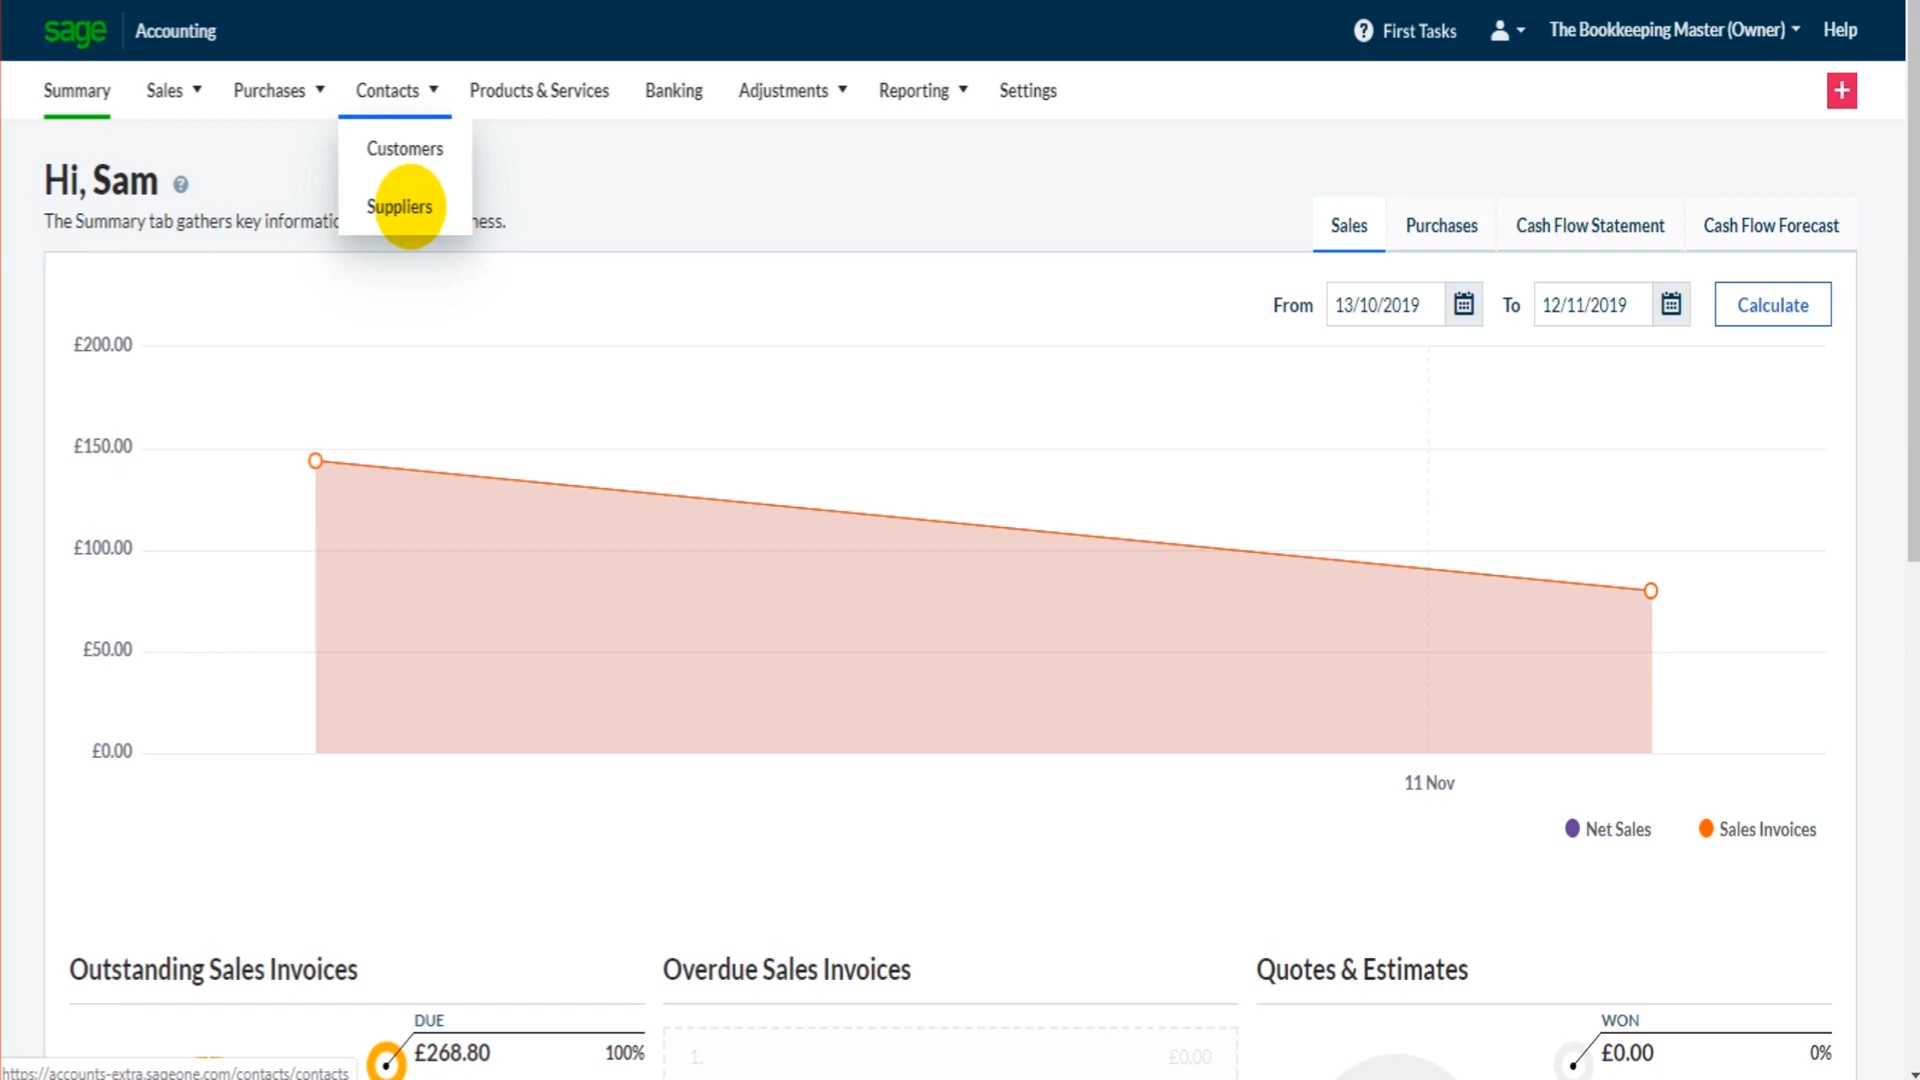 sage Accounting
? First Tasks The Bookkeeping Master (Owner) Help
Summary Sales Purchases Contacts Products & Services Banking Adjustments Reporting Settings +
Customers
Suppliers
Hi, Sam ?
The Summary tab gathers key ness.
Sales Purchases Cash Flow Statement Cash Flow Forecast
From 13/10/2019 To 12/11/2019 Calculate
£200.00
£150.00
£100.00
£50.00
£0.00
11 Nov
Net Sales Sales Invoices
Outstanding Sales Invoices
DUE
£268.80 100%
Overdue Sales Invoices
1. £0.00
Quotes & Estimates
WON
£0.00 0%
https://accounts-extra.sageone.com/contacts/contacts